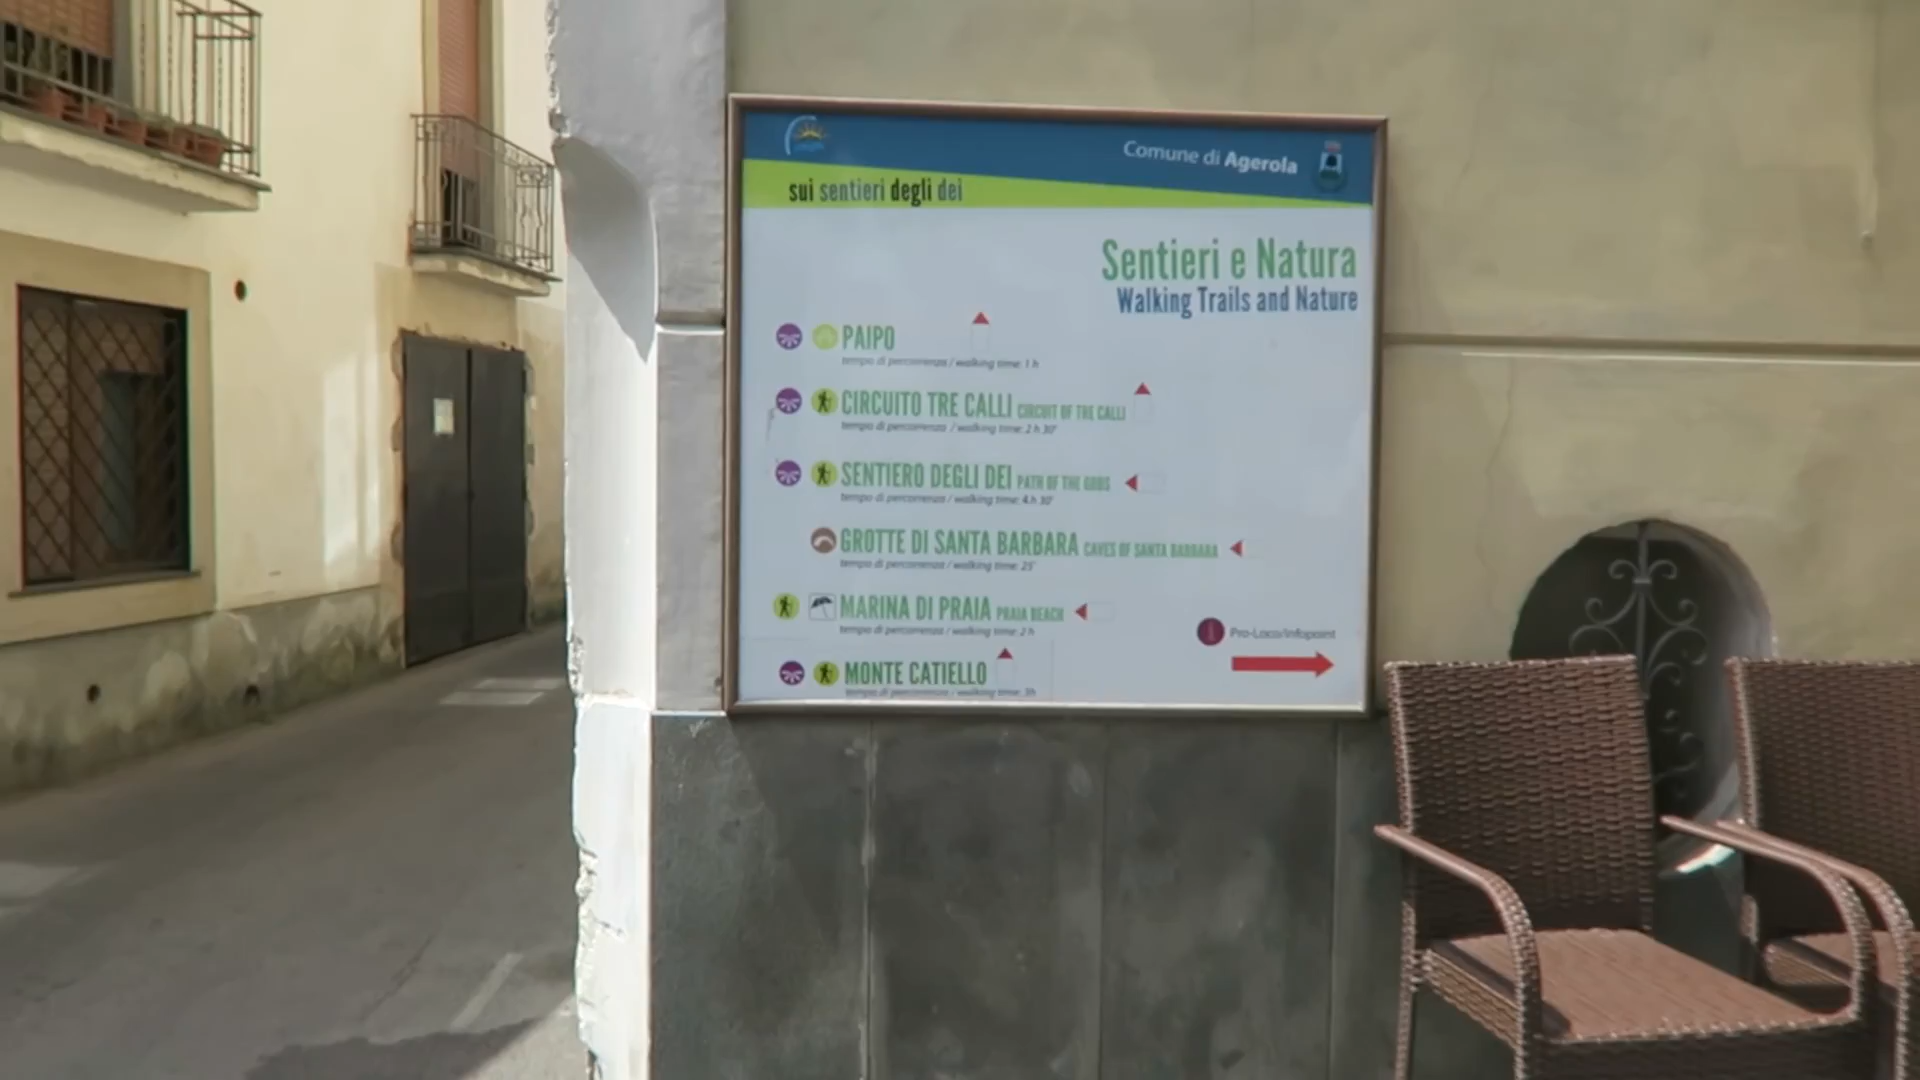 Comune di Agerola
sui sentieri degli dei
Sentieri e Natura
Walking Trails and Nature
PAIPO
tempo di percorrenza / walking time: 1 h
CIRCUITO TRE CALLI CIRCUIT OF TRE CALLI
tempo di percorrenza / walking time: 2 h 30'
SENTIERO DEGLI DEI PATH OF THE GODS
tempo di percorrenza / walking time: 4 h 30'
GROTTE DI SANTA BARBARA CAVES OF SANTA BARBARA
tempo di percorrenza / walking time: 25'
MARINA DI PRAIA PRAIA BEACH
tempo di percorrenza / walking time: 2 h
Pro-Loco/Infopoint
MONTE CATIELLO
tempo di percorrenza / walking time: 3h